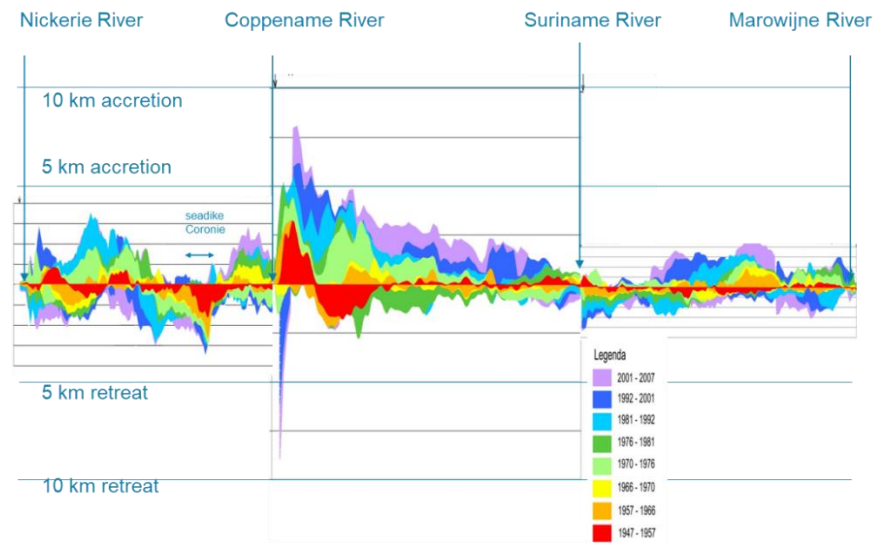 Nickerie River
Coppename River
Suriname River
Marowijne River
10 km accretion
5 km accretion
seadike
Coronie
5 km retreat
10 km retreat
Legenda
2001 - 2007
1992 - 2001
1981 - 1992
1976 - 1981
1970 - 1976
1966 - 1970
1957 - 1966
1947 - 1957